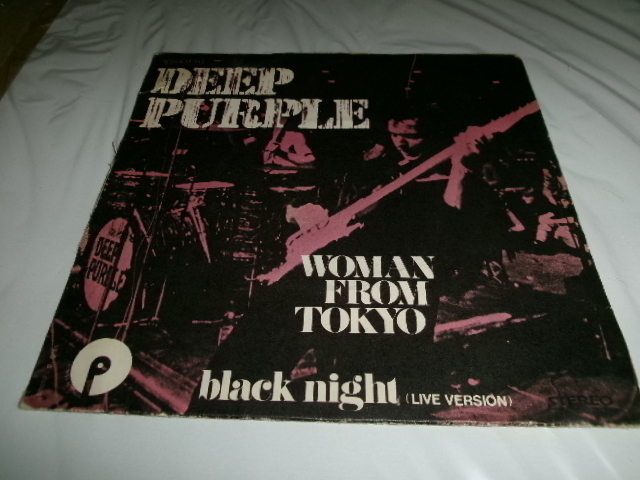 DEEP
PURPLE
DEEP
PURPLE
WOMAN
FROM
TOKYO
P
black night (LIVE VERSION)
STEREO